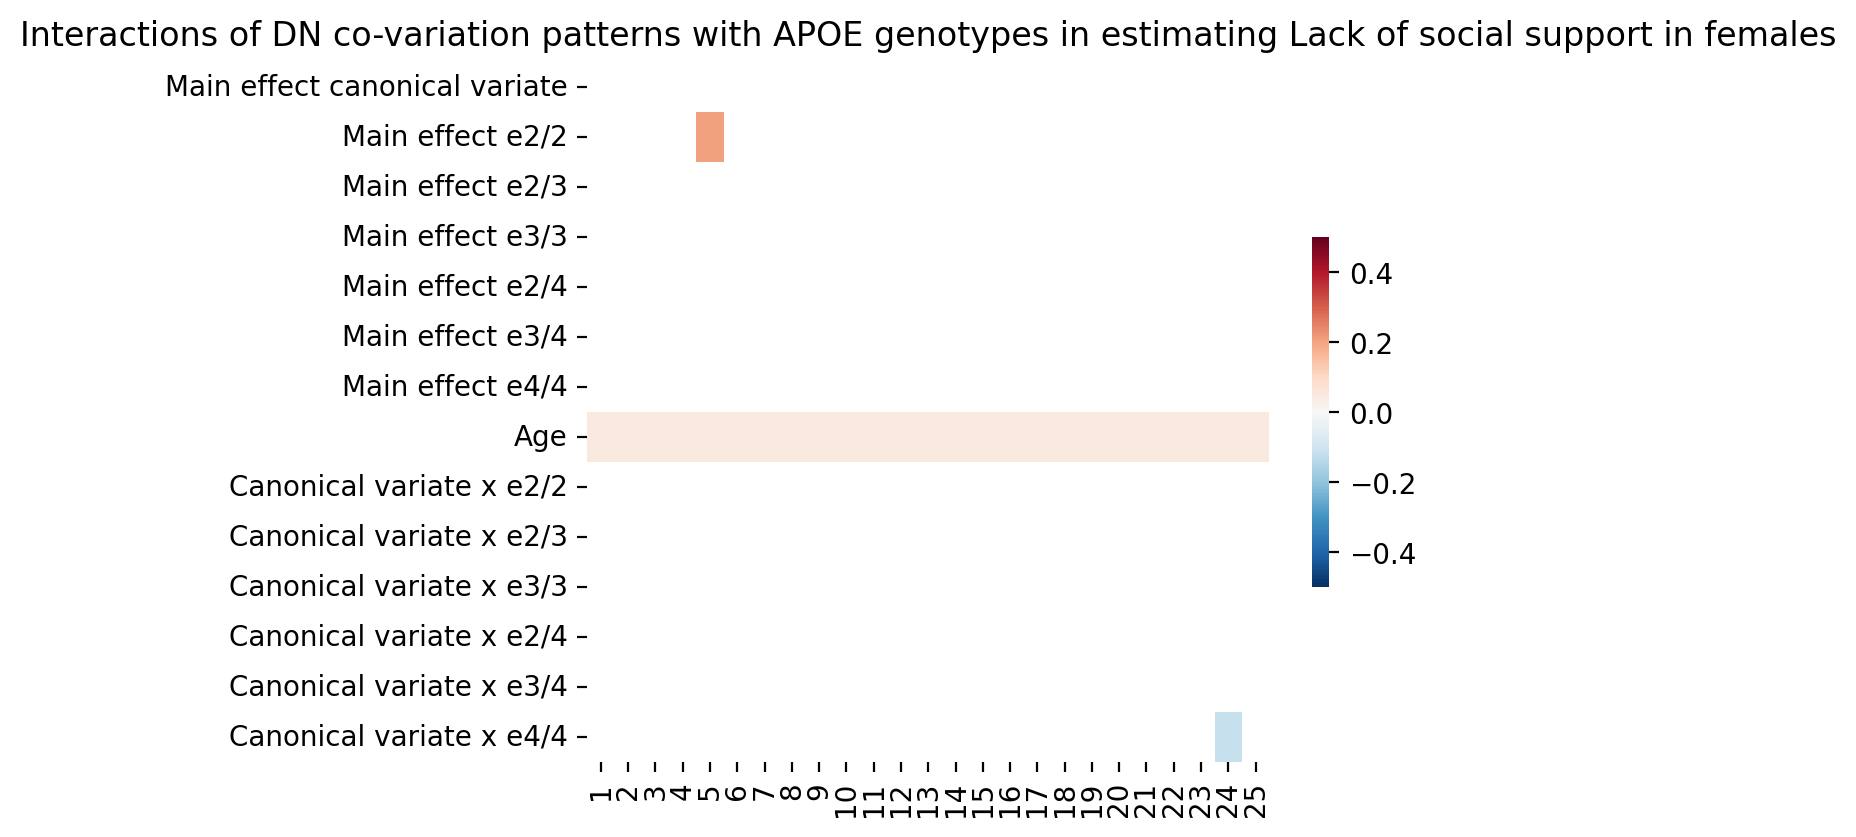 Interactions of DN co-variation patterns with APOE genotypes in estimating Lack of social support in females
Main effect canonical variate
Main effect e2/2
Main effect e2/3
Main effect e3/3
Main effect e2/4
Main effect e3/4
Main effect e4/4
Age
Canonical variate x e2/2
Canonical variate x e2/3
Canonical variate x e3/3
Canonical variate x e2/4
Canonical variate x e3/4
Canonical variate x e4/4
1 2 3 4 5 6 7 8 9 10 11 12 13 14 15 16 17 18 19 20 21 22 23 24 25
0.4
0.2
0.0
−0.2
−0.4